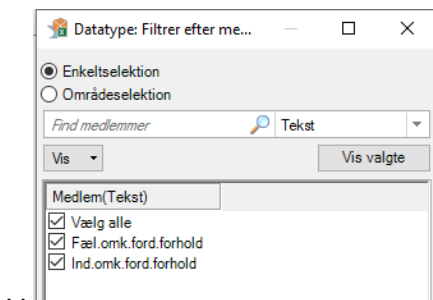 Datatype: Filtrer efter me...
Enkeltselektion
Områdeselektion
Find medlemmer Tekst
Vis Vis valgte
Medlem(Tekst)
Vælg alle
Fæl.omk.ford.forhold
Ind.omk.ford.forhold